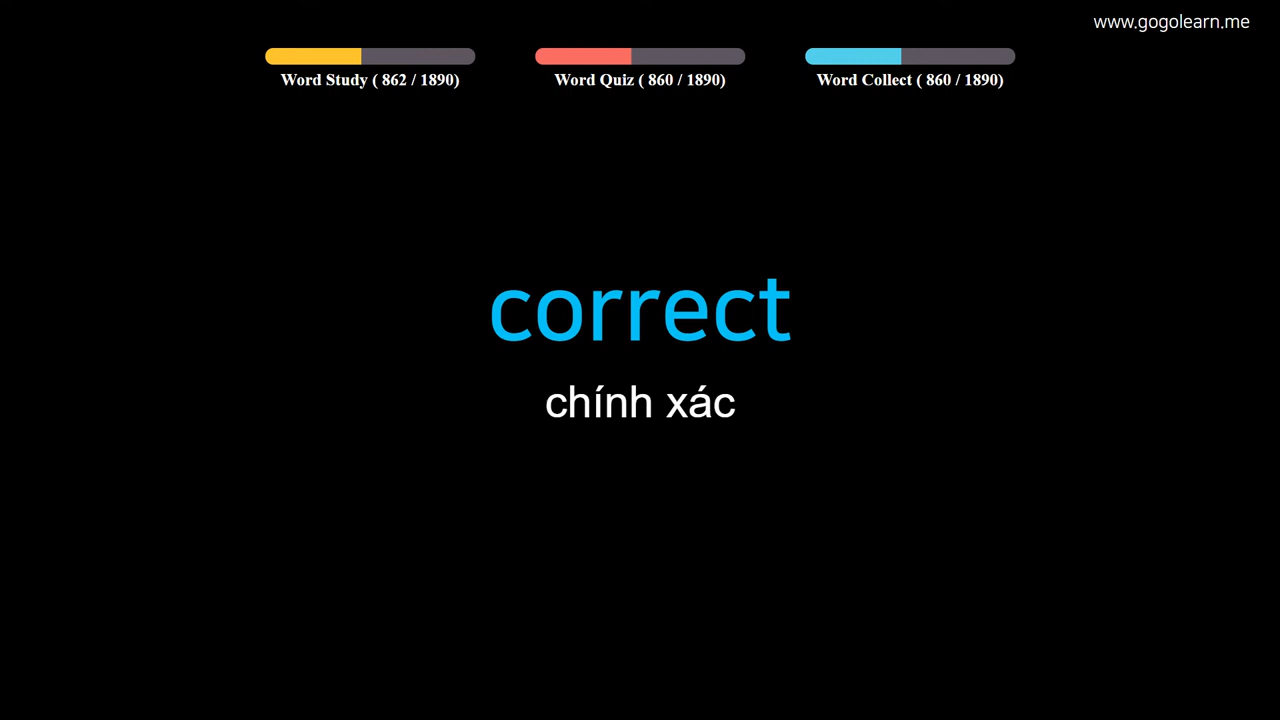 www.gogolearn.me
Word Study ( 862 / 1890)
Word Quiz ( 860 / 1890)
Word Collect ( 860 / 1890)
correct
chính xác